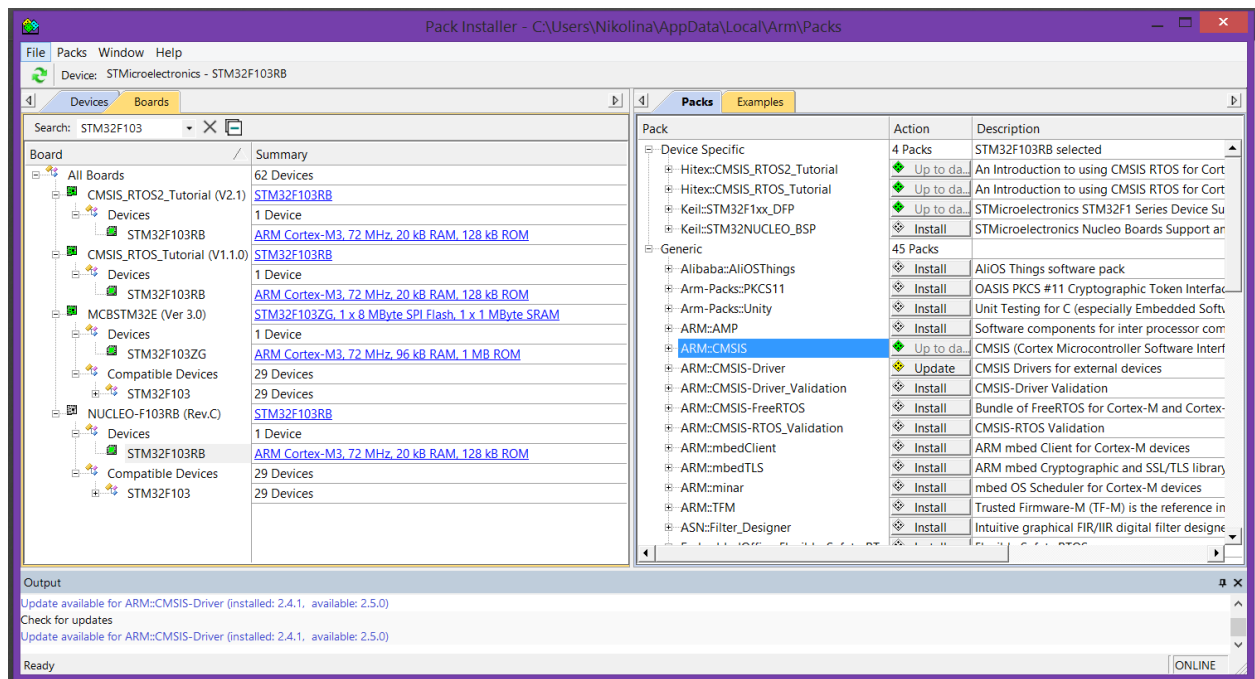 Pack Installer - C:\Users\Nikolina\AppData\Local\Arm\Packs
File Packs Window Help
Device: STMicroelectronics - STM32F103RB
Devices Boards
Search: STM32F103
Board Summary
All Boards 62 Devices
CMSIS_RTOS2_Tutorial (V2.1) STM32F103RB
Devices 1 Device
STM32F103RB ARM Cortex-M3, 72 MHz, 20 kB RAM, 128 kB ROM
CMSIS_RTOS_Tutorial (V1.1.0) STM32F103RB
Devices 1 Device
STM32F103RB ARM Cortex-M3, 72 MHz, 20 kB RAM, 128 kB ROM
MCBSTM32E (Ver 3.0) STM32F103ZG, 1 x 8 MByte SPI Flash, 1 x 1 MByte SRAM
Devices 1 Device
STM32F103ZG ARM Cortex-M3, 72 MHz, 96 kB RAM, 1 MB ROM
Compatible Devices 29 Devices
STM32F103 29 Devices
NUCLEO-F103RB (Rev.C) STM32F103RB
Devices 1 Device
STM32F103RB ARM Cortex-M3, 72 MHz, 20 kB RAM, 128 kB ROM
Compatible Devices 29 Devices
STM32F103 29 Devices
Packs Examples
Pack Action Description
Device Specific 4 Packs STM32F103RB selected
Hitex::CMSIS_RTOS2_Tutorial Up to da... An Introduction to using CMSIS RTOS for Cort
Hitex::CMSIS_RTOS_Tutorial Up to da... An Introduction to using CMSIS RTOS for Cort
Keil::STM32F1xx_DFP Up to da... STMicroelectronics STM32F1 Series Device Su
Keil::STM32NUCLEO_BSP Install STMicroelectronics Nucleo Boards Support an
Generic 45 Packs
Alibaba::AliOSThings Install AliOS Things software pack
Arm-Packs::PKCS11 Install OASIS PKCS #11 Cryptographic Token Interfac
Arm-Packs::Unity Install Unit Testing for C (especially Embedded Softw
ARM::AMP Install Software components for inter processor com
ARM::CMSIS Up to da... CMSIS (Cortex Microcontroller Software Interf
ARM::CMSIS-Driver Update CMSIS Drivers for external devices
ARM::CMSIS-Driver_Validation Install CMSIS-Driver Validation
ARM::CMSIS-FreeRTOS Install Bundle of FreeRTOS for Cortex-M and Cortex-
ARM::CMSIS-RTOS_Validation Install CMSIS-RTOS Validation
ARM::mbedClient Install ARM mbed Client for Cortex-M devices
ARM::mbedTLS Install ARM mbed Cryptographic and SSL/TLS library
ARM::minar Install mbed OS Scheduler for Cortex-M devices
ARM::TFM Install Trusted Firmware-M (TF-M) is the reference in
ASN::Filter_Designer Install Intuitive graphical FIR/IIR digital filter designe
Output
Update available for ARM::CMSIS-Driver (installed: 2.4.1, available: 2.5.0)
Check for updates
Update available for ARM::CMSIS-Driver (installed: 2.4.1, available: 2.5.0)
Ready ONLINE